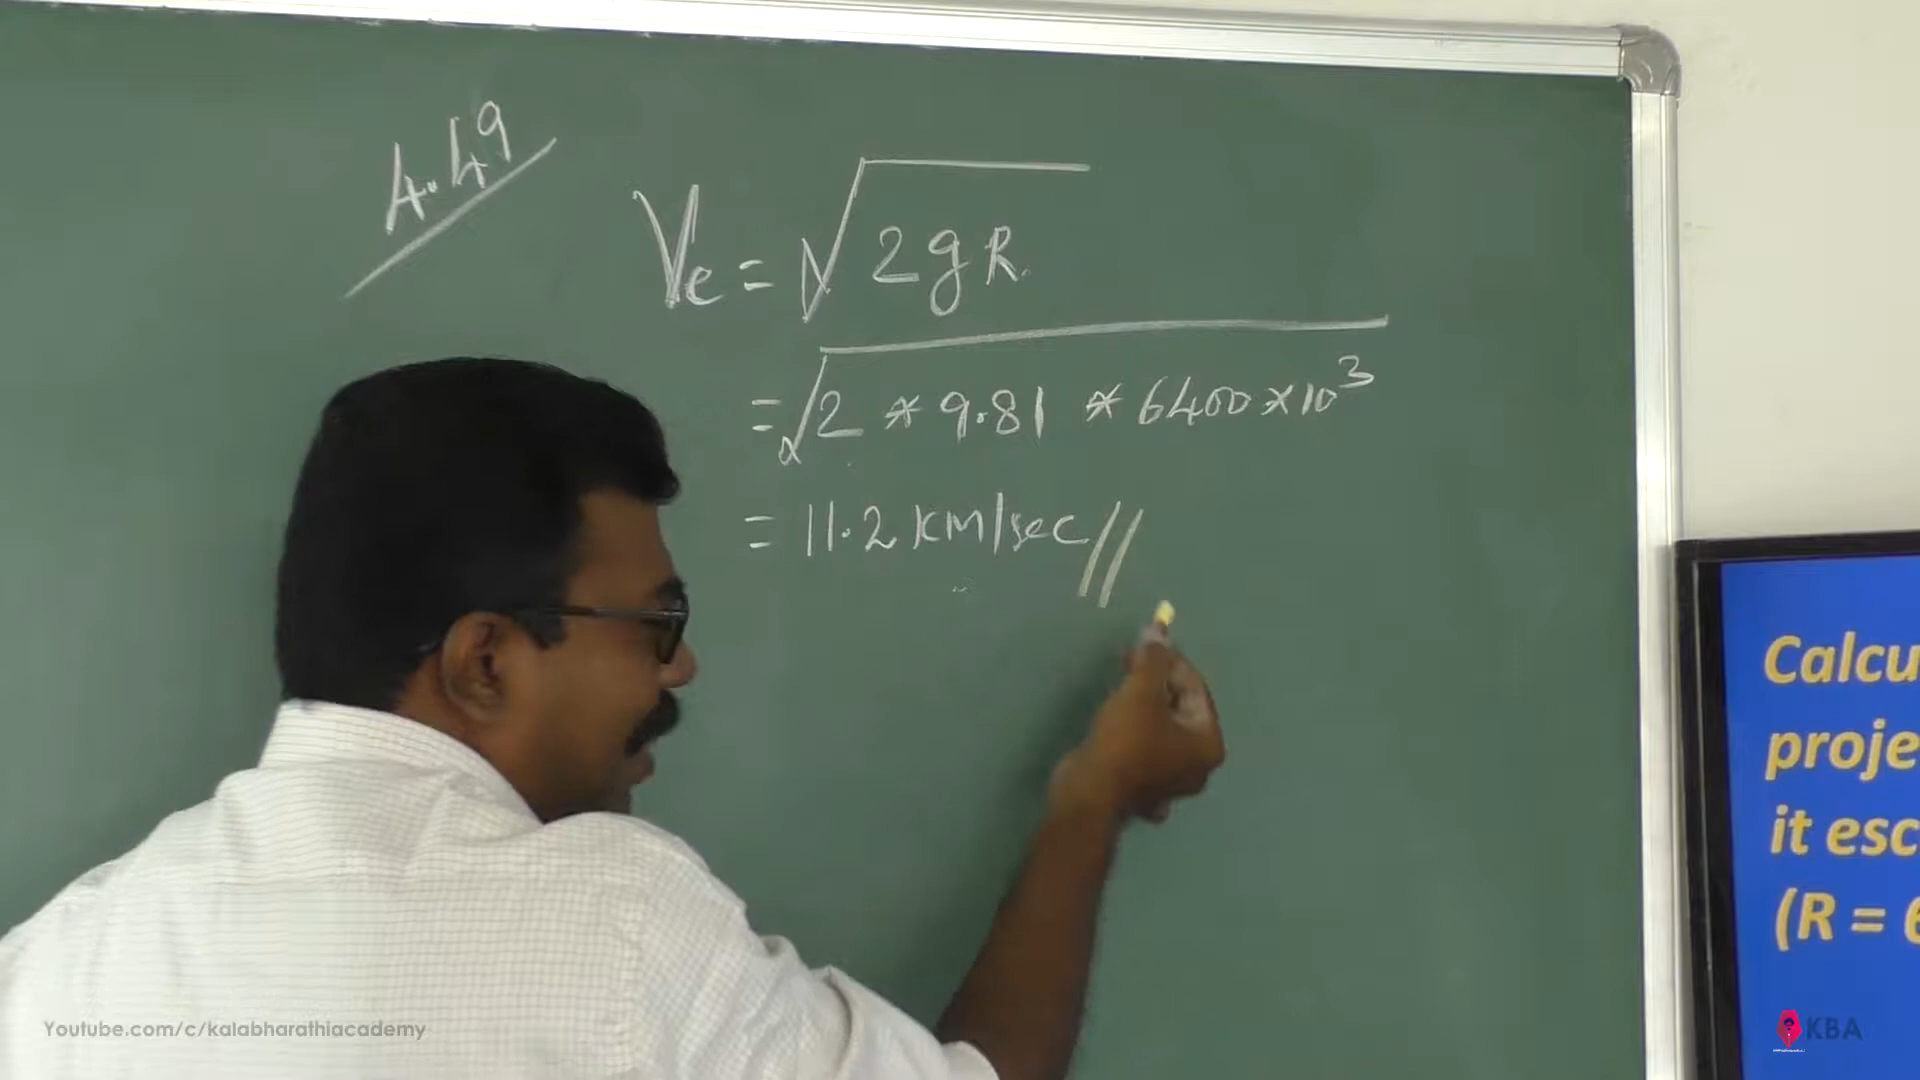 4.49
Ve = √2gR
= √2 * 9.81 * 6400 × 10³
= 11.2 KM/sec //
Calcu
proje
it esc
(R = 6
Youtube.com/c/kalabharathiacademy
KBA